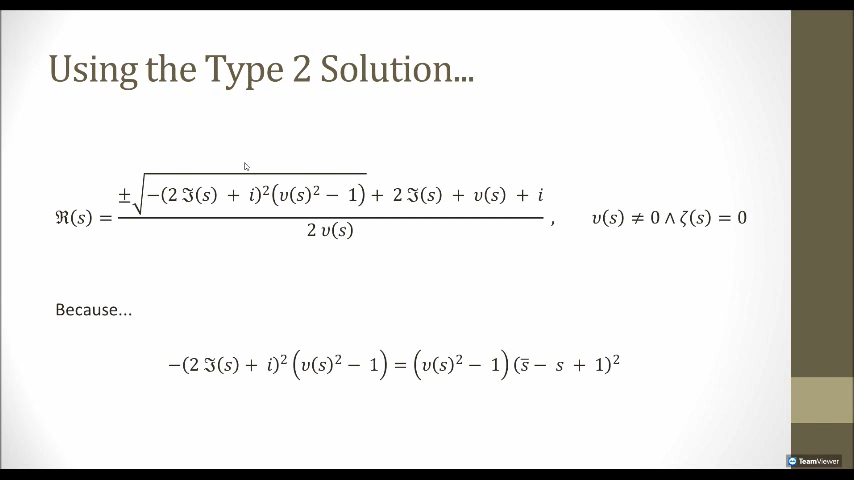 Using the Type 2 Solution...
ℜ(s) = (±√(−(2 ℑ(s) + i)²(υ(s)² − 1)) + 2 ℑ(s) + υ(s) + i) / (2 υ(s)) , υ(s) ≠ 0 ∧ ζ(s) = 0
Because...
−(2 ℑ(s) + i)² (υ(s)² − 1) = (υ(s)² − 1) (s̅ − s + 1)²
TeamViewer